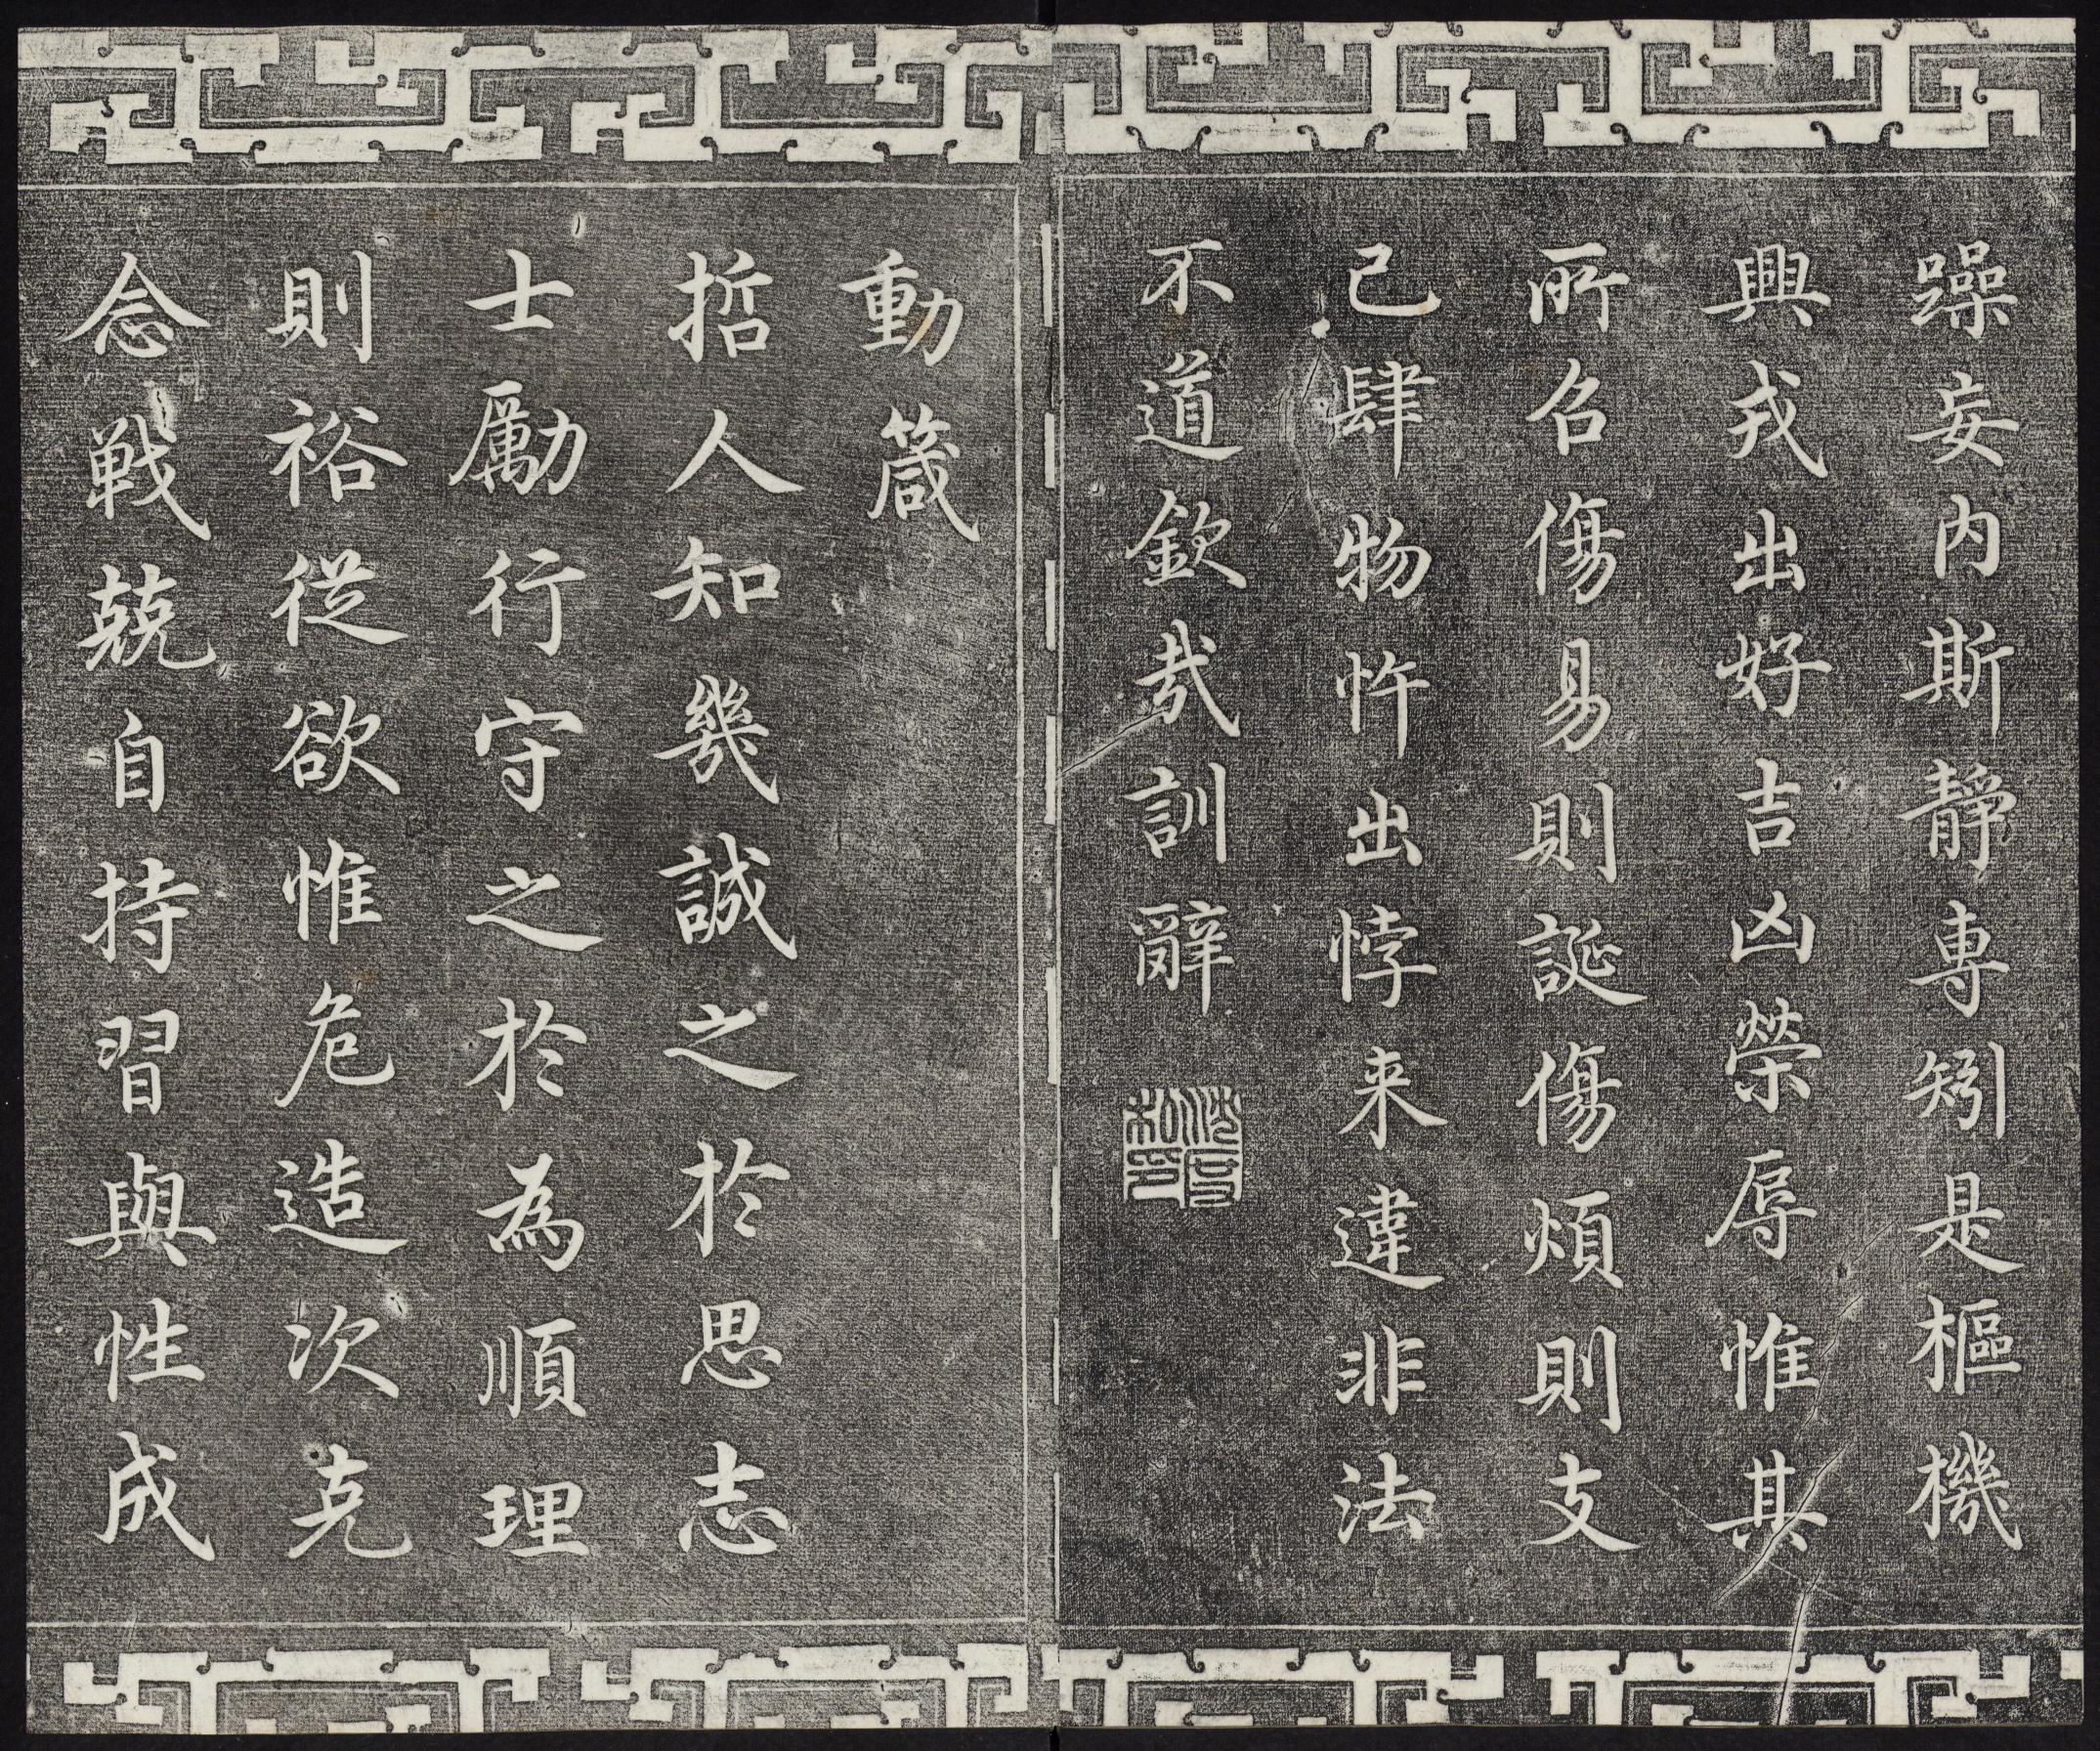 躁妄内斯靜專矧是樞機
興戎出好吉凶榮辱惟其
所召傷易則誕傷煩則支
己肆物忤出悖来違非法
不道欽哉訓辭
動箴
哲人知幾誠之於思志
士勵行守之於為順理
則裕從欲惟危造次克
念戰兢自持習與性成